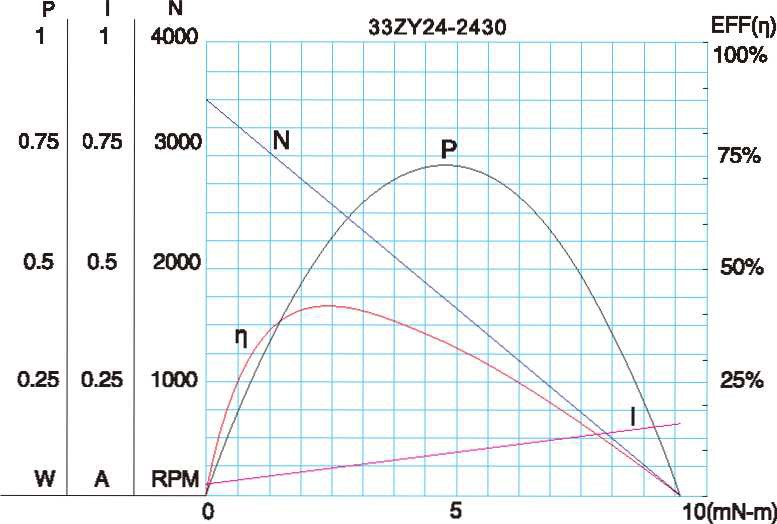 P I N 33ZY24-2430 EFF(η)
1 1 4000 100%
N P
0.75 0.75 3000 75%
0.5 0.5 2000 50%
η
0.25 0.25 1000 25%
I
W A RPM
0 5 10(mN-m)